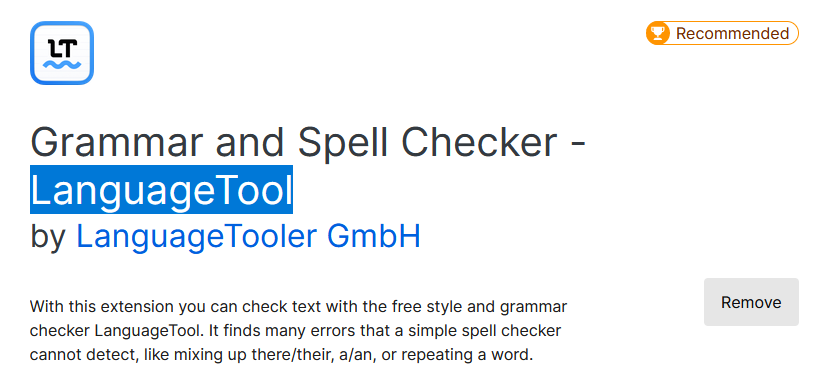 LT
Recommended
Grammar and Spell Checker -
LanguageTool
by LanguageTooler GmbH
With this extension you can check text with the free style and grammar
checker LanguageTool. It finds many errors that a simple spell checker
cannot detect, like mixing up there/their, a/an, or repeating a word.
Remove